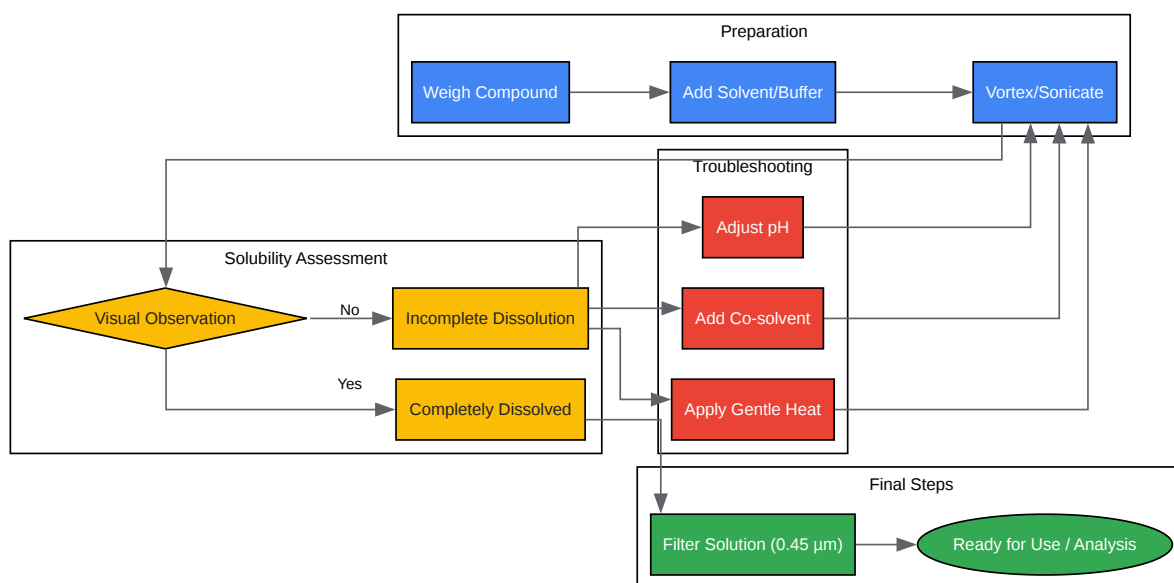 Preparation
Weigh Compound
Add Solvent/Buffer
Vortex/Sonicate
Troubleshooting
Adjust pH
Solubility Assessment
Visual Observation
No
Incomplete Dissolution
Add Co-solvent
Yes
Completely Dissolved
Apply Gentle Heat
Final Steps
Filter Solution (0.45 µm)
Ready for Use / Analysis